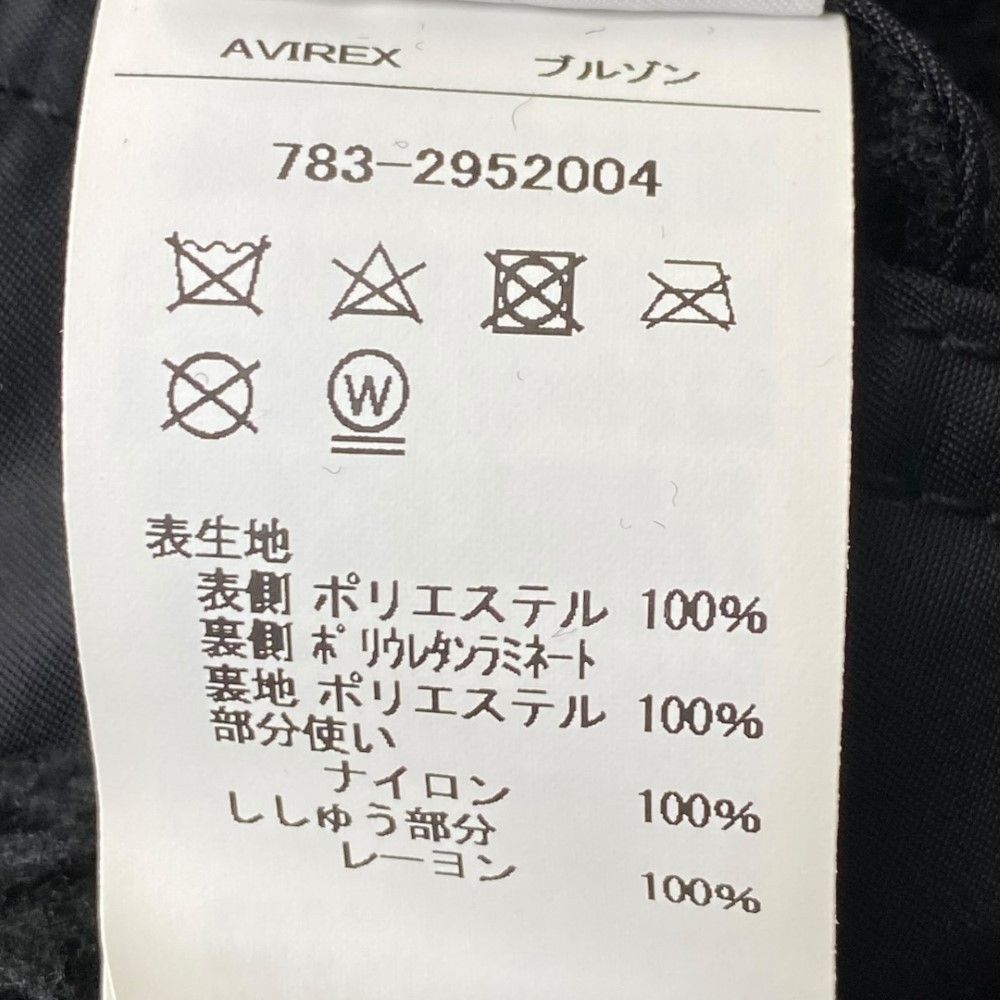 AVIREX ブルゾン
783-2952004
W
表生地
表側 ポリエステル 100%
裏側 ﾎﾟﾘｳﾚﾀﾝﾗﾐﾈｰﾄ
裏地 ポリエステル 100%
部分使い
ナイロン 100%
ししゅう部分
レーヨン 100%